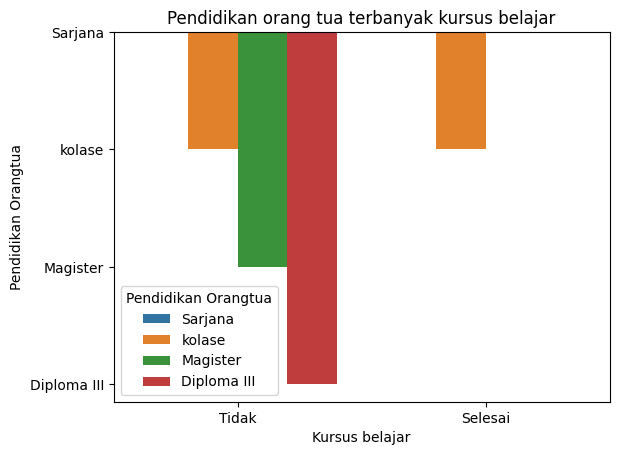 Pendidikan orang tua terbanyak kursus belajar
Pendidikan Orangtua
Sarjana
kolase
Magister
Diploma III
Pendidikan Orangtua
Sarjana
kolase
Magister
Diploma III
Tidak
Selesai
Kursus belajar